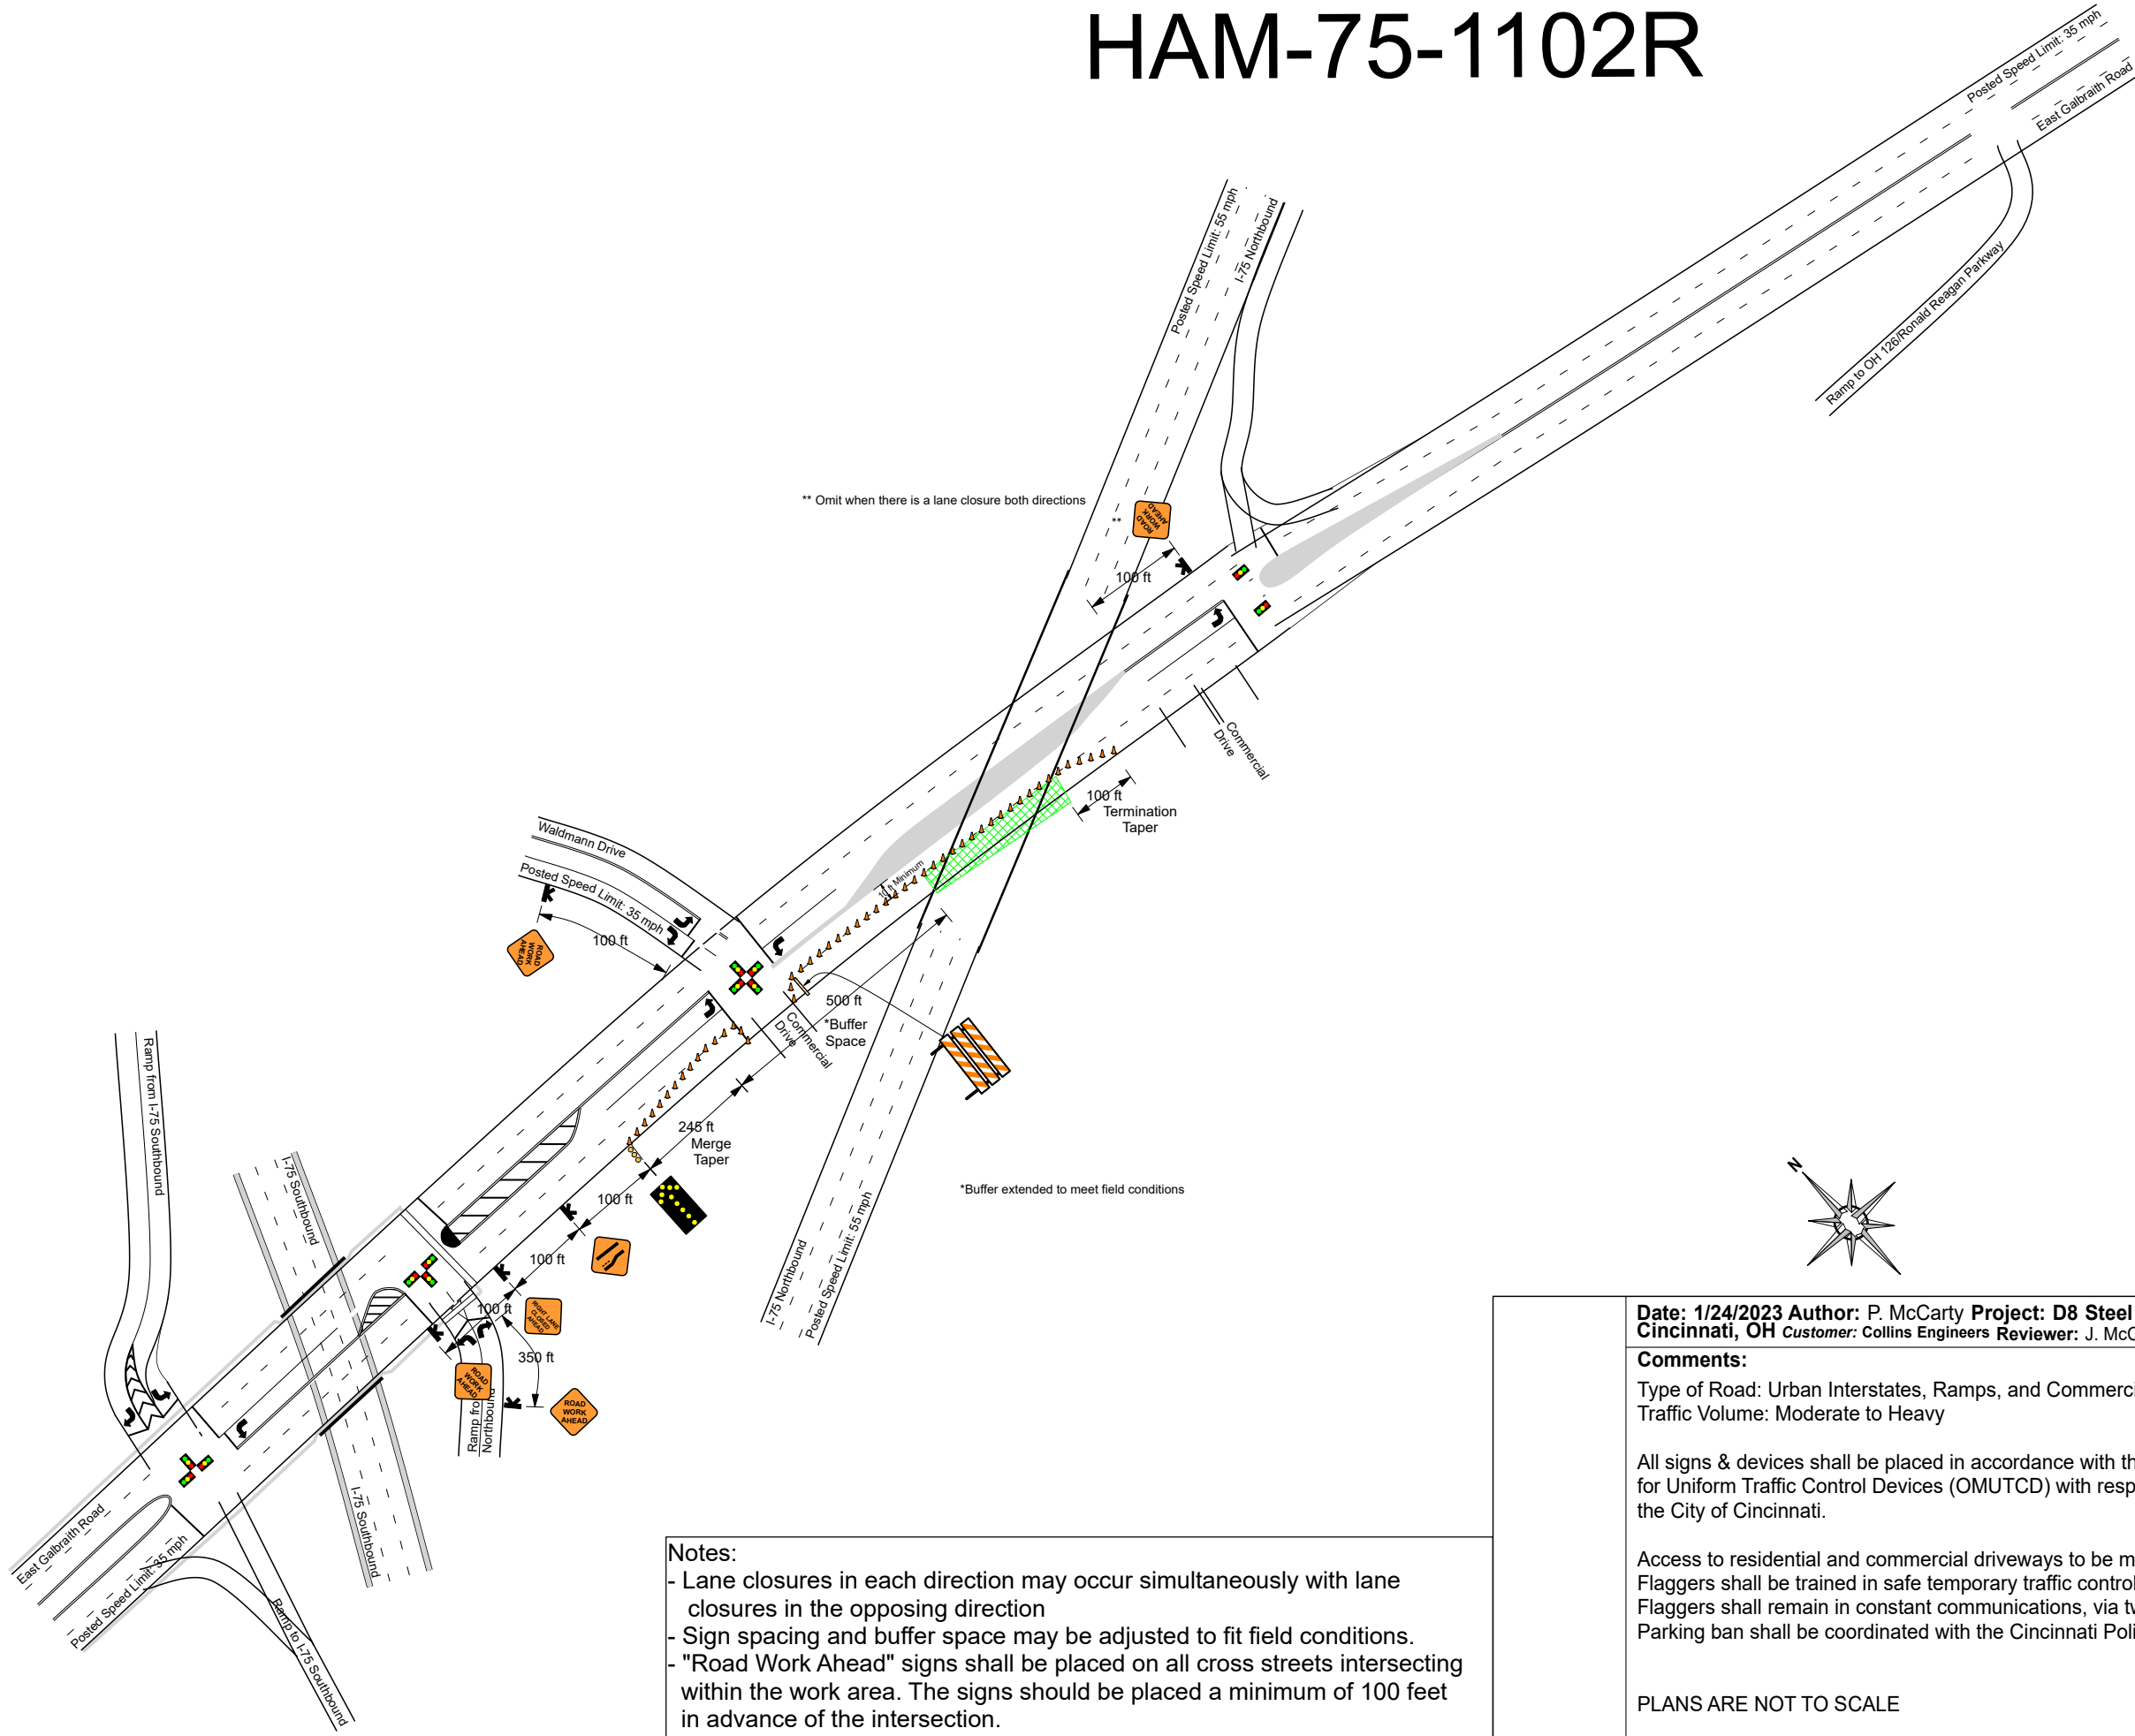 HAM-75-1102R
Posted Speed Limit: 35 mph
East Galbraith Road
Posted Speed Limit: 55 mph
I-75 Northbound
Ramp to OH 126/Ronald Reagan Parkway
** Omit when there is a lane closure both directions
**
ROAD
WORK
AHEAD
100 ft
Commercial
Drive
100 ft
Termination
Taper
10 ft Minimum
Waldmann Drive
Posted Speed Limit: 35 mph
100 ft
ROAD
WORK
AHEAD
500 ft
*Buffer
Space
Commercial
Drive
245 ft
Merge
Taper
*Buffer extended to meet field conditions
100 ft
100 ft
100 ft
RIGHT LANE
CLOSED
AHEAD
350 ft
ROAD
WORK
AHEAD
ROAD
WORK
AHEAD
Ramp from I-75 Southbound
I-75 Southbound
I-75 Southbound
Northbound
I-75 Northbound
Posted Speed Limit: 55 mph
East Galbraith Road
Posted Speed Limit: 35 mph
Ramp to I-75 Southbound
N
Notes:
- Lane closures in each direction may occur simultaneously with lane
closures in the opposing direction
- Sign spacing and buffer space may be adjusted to fit field conditions.
- "Road Work Ahead" signs shall be placed on all cross streets intersecting
within the work area. The signs should be placed a minimum of 100 feet
in advance of the intersection.
Date: 1/24/2023 Author: P. McCarty Project: D8 Steel
Cincinnati, OH Customer: Collins Engineers Reviewer: J. McC
Comments:
Type of Road: Urban Interstates, Ramps, and Commerci
Traffic Volume: Moderate to Heavy
All signs & devices shall be placed in accordance with th
for Uniform Traffic Control Devices (OMUTCD) with resp
the City of Cincinnati.
Access to residential and commercial driveways to be m
Flaggers shall be trained in safe temporary traffic control
Flaggers shall remain in constant communications, via tw
Parking ban shall be coordinated with the Cincinnati Poli
PLANS ARE NOT TO SCALE